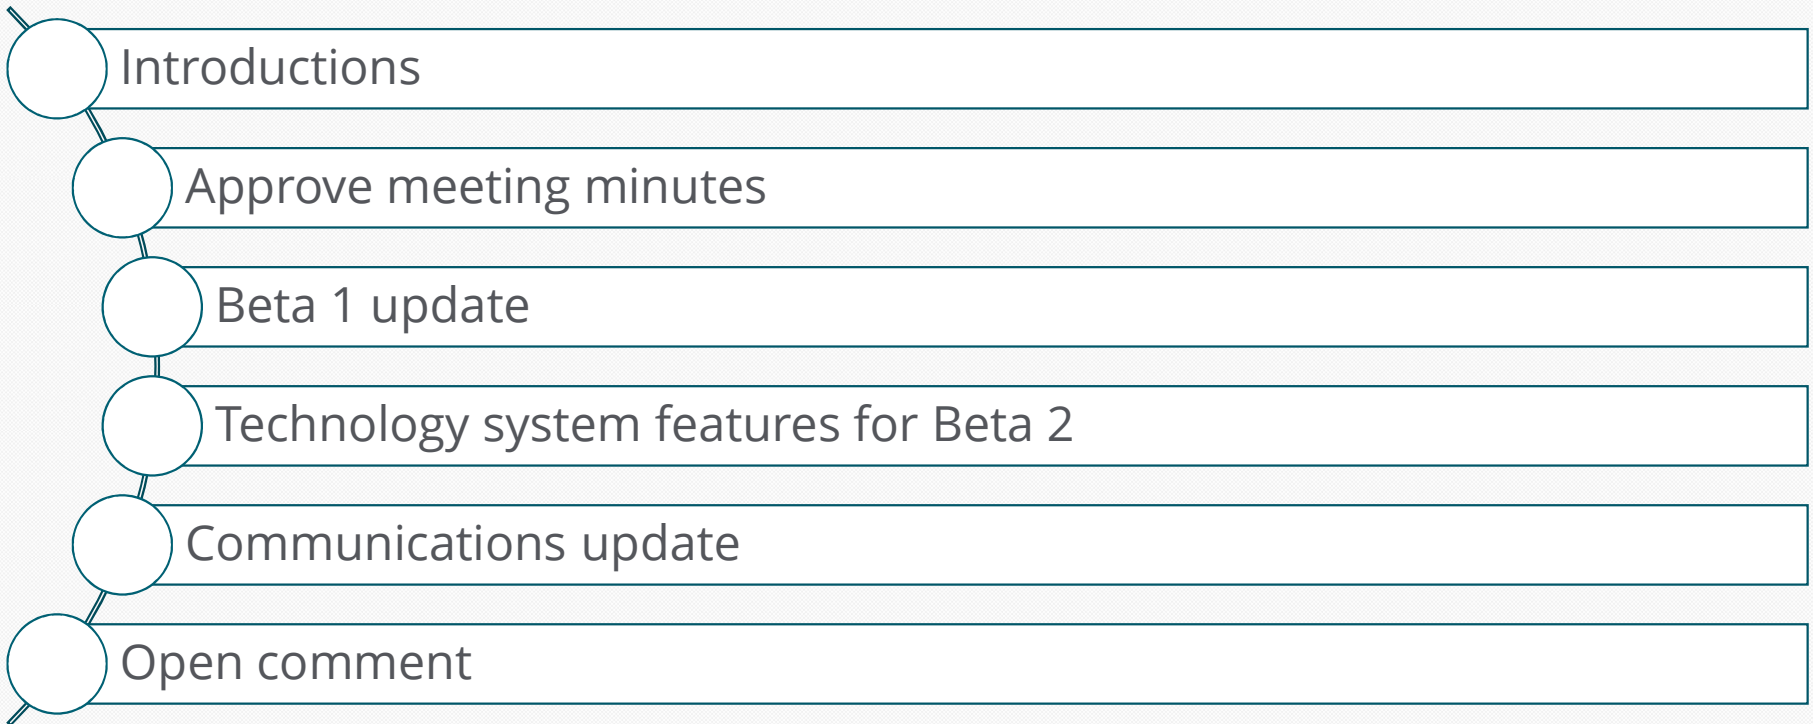 Introductions
Approve meeting minutes
Beta 1 update
Technology system features for Beta 2
Communications update
Open comment